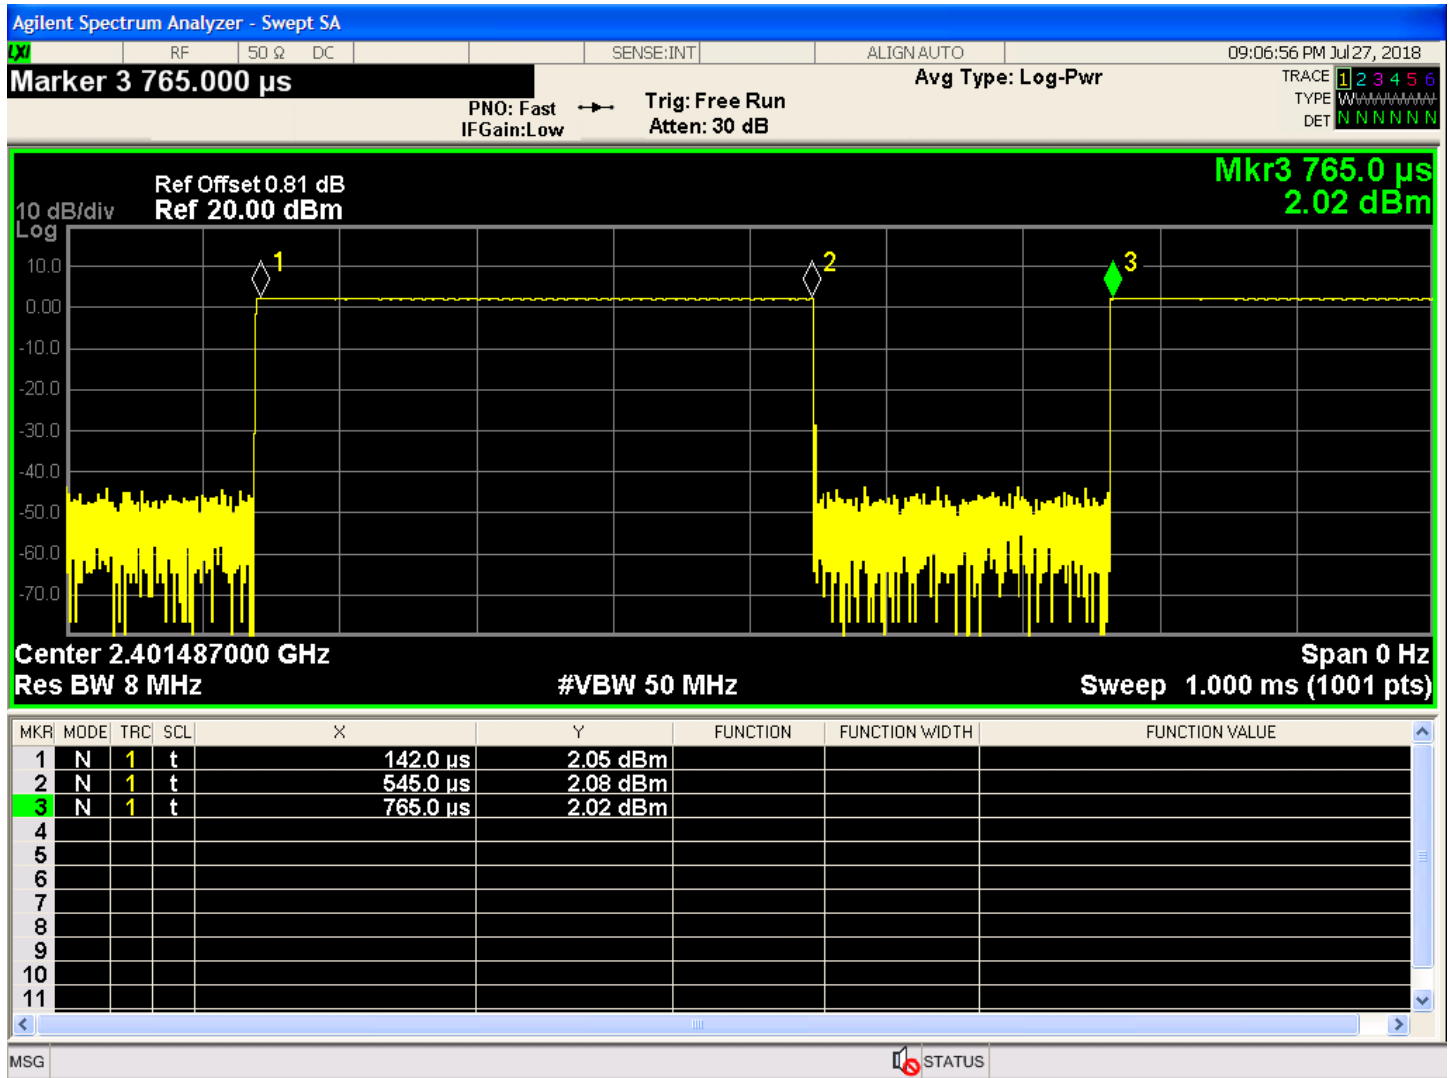 Agilent Spectrum Analyzer - Swept SA
LXI RF 50 Ω DC SENSE:INT ALIGN AUTO 09:06:56 PM Jul 27, 2018
Marker 3 765.000 µs
PNO: Fast
IFGain:Low
Trig: Free Run
Atten: 30 dB
Avg Type: Log-Pwr
TRACE 1 2 3 4 5 6
TYPE W
DET N N N N N N
Mkr3 765.0 µs
2.02 dBm
Ref Offset 0.81 dB
10 dB/div Ref 20.00 dBm
Log
1
2
3
10.0
0.00
-10.0
-20.0
-30.0
-40.0
-50.0
-60.0
-70.0
Center 2.401487000 GHz Span 0 Hz
Res BW 8 MHz #VBW 50 MHz Sweep 1.000 ms (1001 pts)
MKR MODE TRC SCL X Y FUNCTION FUNCTION WIDTH FUNCTION VALUE
1 N 1 t 142.0 µs 2.05 dBm
2 N 1 t 545.0 µs 2.08 dBm
3 N 1 t 765.0 µs 2.02 dBm
4
5
6
7
8
9
10
11
MSG STATUS